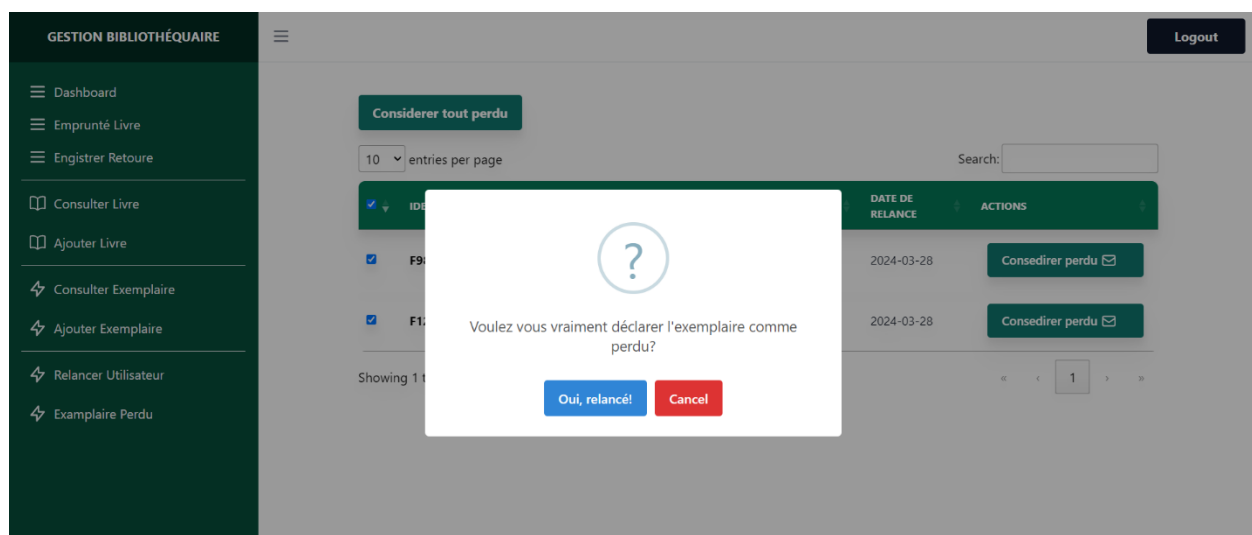 GESTION BIBLIOTHÉQUAIRE
Logout
Dashboard
Emprunté Livre
Engistrer Retoure
Consulter Livre
Ajouter Livre
Consulter Exemplaire
Ajouter Exemplaire
Relancer Utilisateur
Examplaire Perdu
Considerer tout perdu
10 entries per page
Search:
DATE DE
RELANCE
ACTIONS
2024-03-28
Consedirer perdu
2024-03-28
Consedirer perdu
Showing 1
« ‹ 1 › »
?
Voulez vous vraiment déclarer l'exemplaire comme
perdu?
Oui, relancé!
Cancel